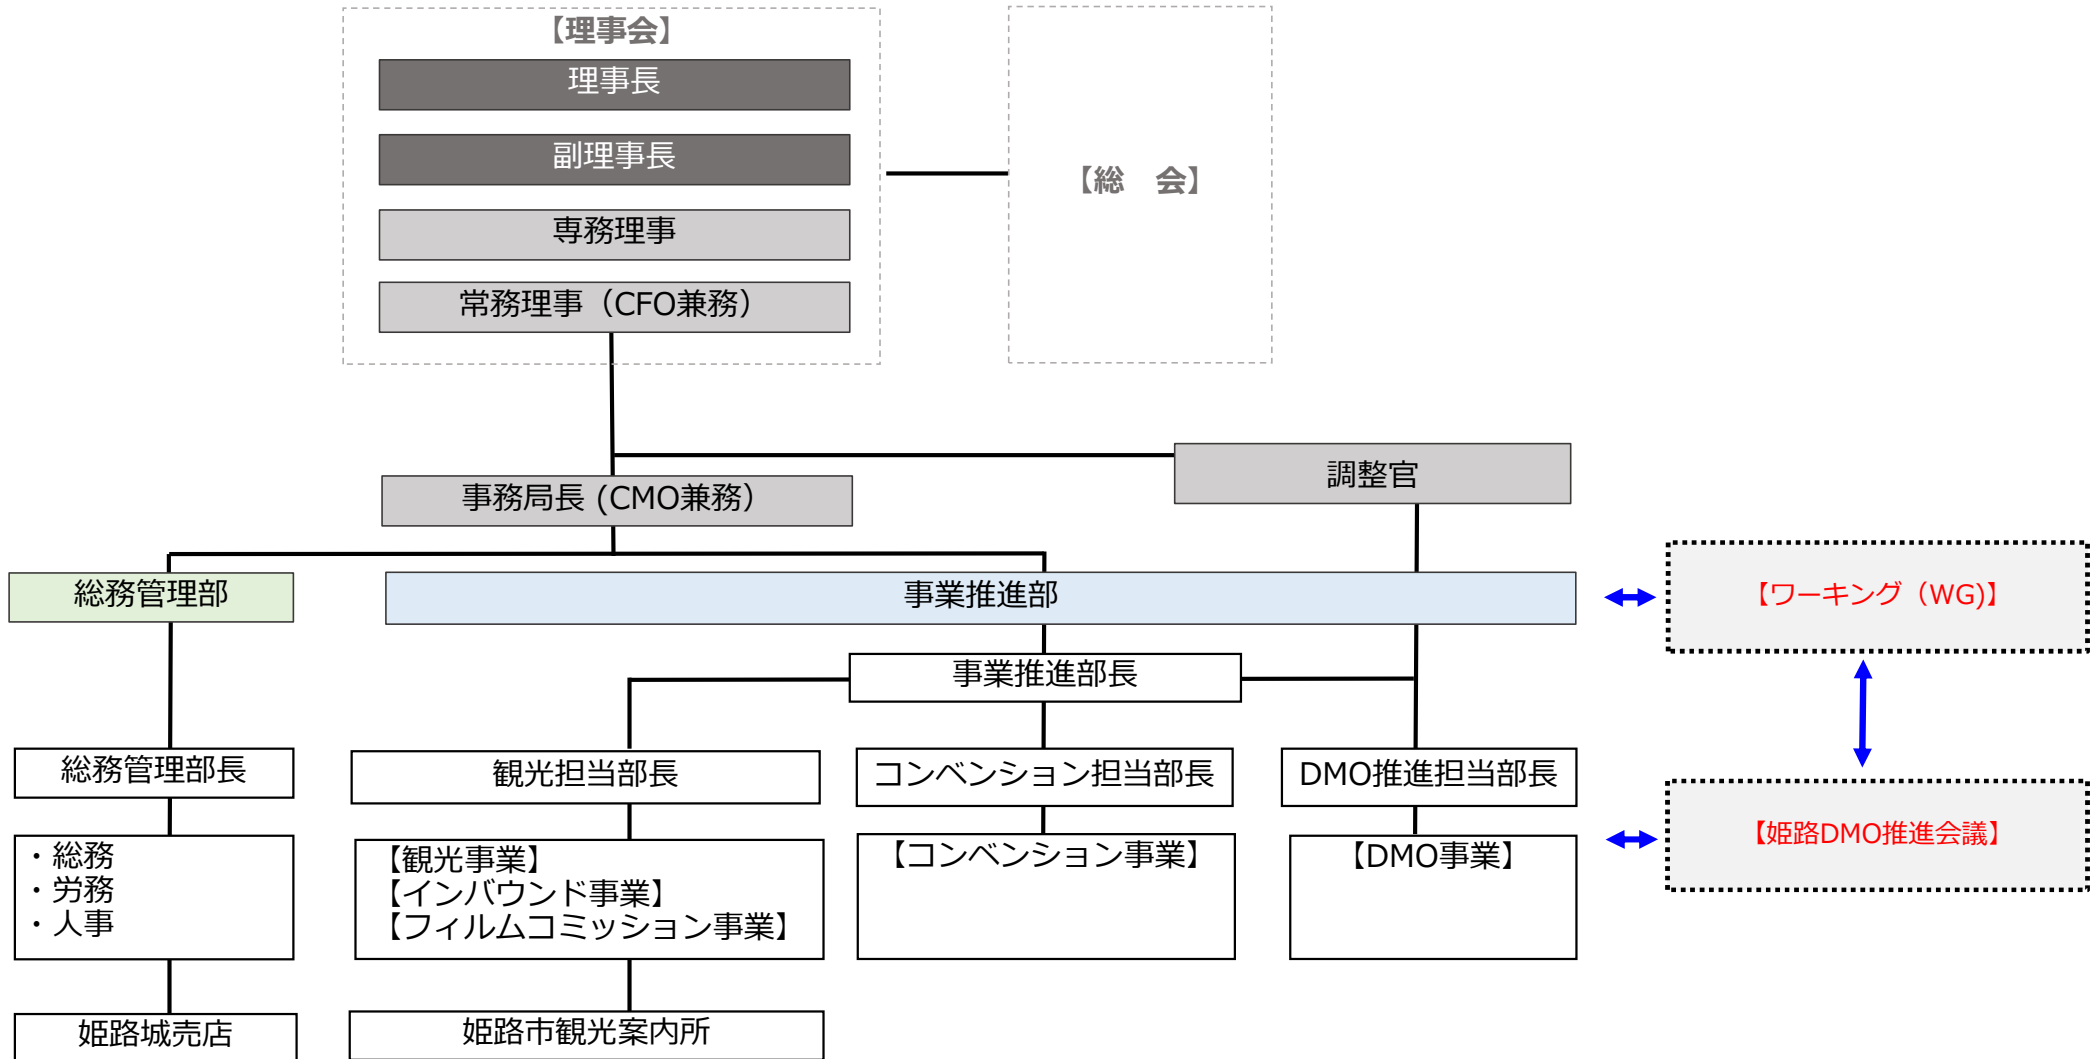 【理事会】
理事長
副理事長
専務理事
常務理事（CFO兼務）
【総　会】
調整官
事務局長 (CMO兼務）
総務管理部
事業推進部
【ワーキング（WG)】
事業推進部長
総務管理部長
観光担当部長
コンベンション担当部長
DMO推進担当部長
【姫路DMO推進会議】
・総務
・労務
・人事
【観光事業】
【インバウンド事業】
【フィルムコミッション事業】
【コンベンション事業】
【DMO事業】
姫路城売店
姫路市観光案内所